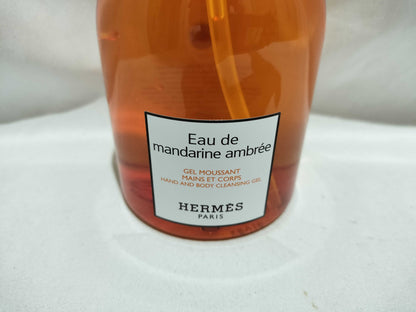 Eau de
mandarine ambrée
GEL MOUSSANT
MAINS ET CORPS
HAND AND BODY CLEANSING GEL
HERMÈS
PARIS